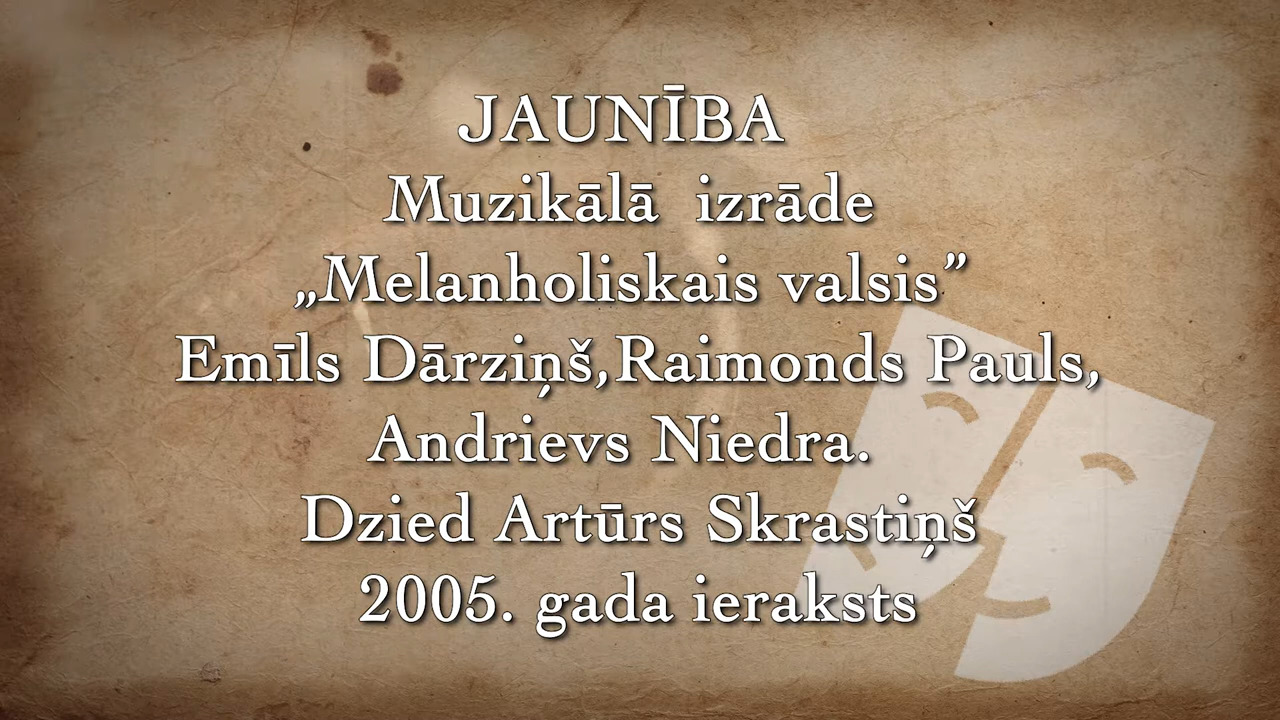 JAUNĪBA
Muzikālā izrāde
„Melanholiskais valsis”
Emīls Dārziņš,Raimonds Pauls,
Andrievs Niedra.
Dzied Artūrs Skrastiņš
2005. gada ieraksts